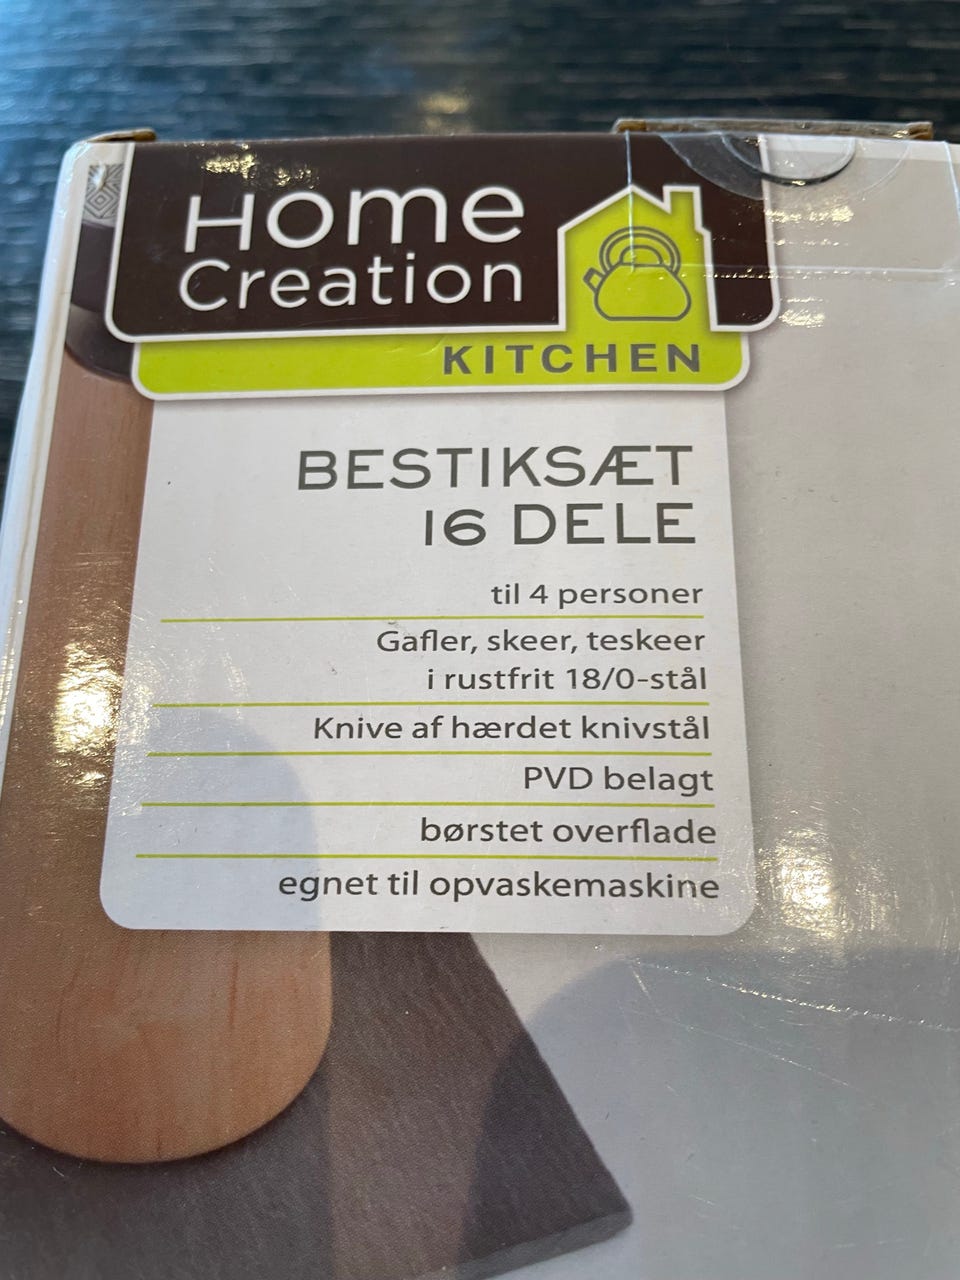 Home
Creation
KITCHEN
BESTIKSÆT
16 DELE
til 4 personer
Gafler, skeer, teskeer
i rustfrit 18/0-stål
Knive af hærdet knivstål
PVD belagt
børstet overflade
egnet til opvaskemaskine